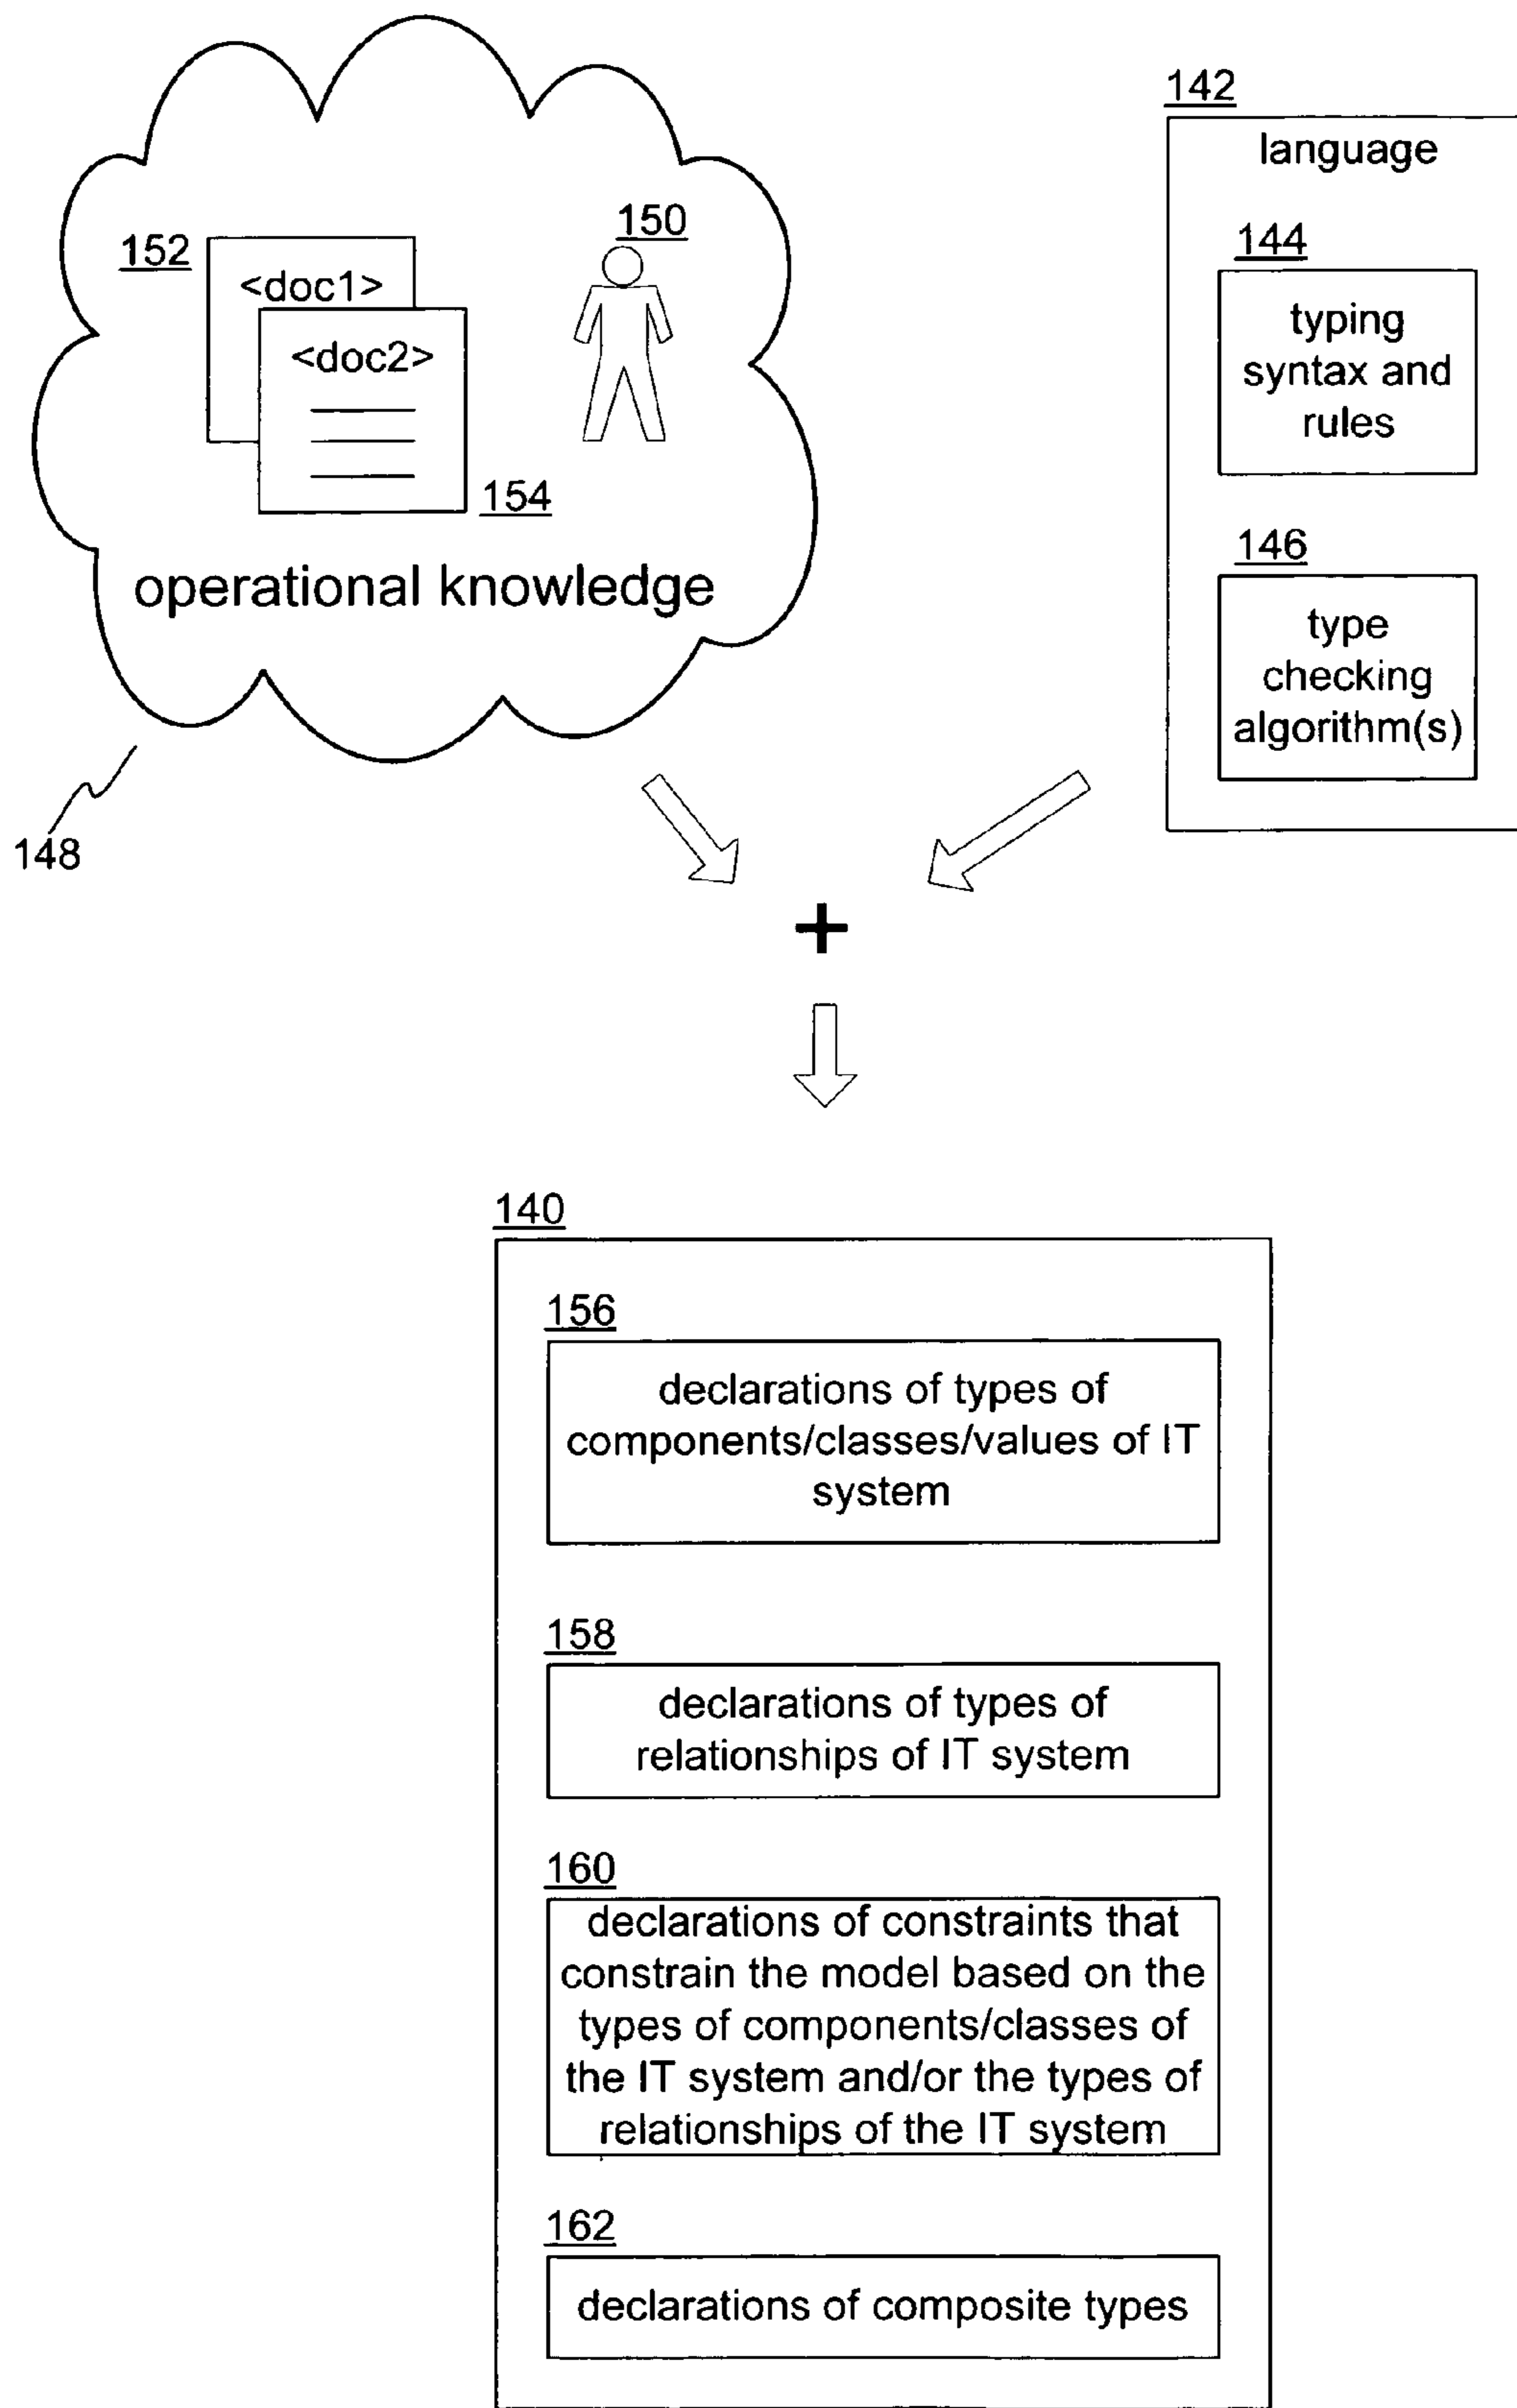 142
language
150
152
<doc1>
144
<doc2>
typing
syntax and
rules
154
146
operational knowledge
type
checking
algorithm(s)
148
+
140
156
declarations of types of
components/classes/values of IT
system
158
declarations of types of
relationships of IT system
160
declarations of constraints that
constrain the model based on the
types of components/classes of
the IT system and/or the types of
relationships of the IT system
162
declarations of composite types